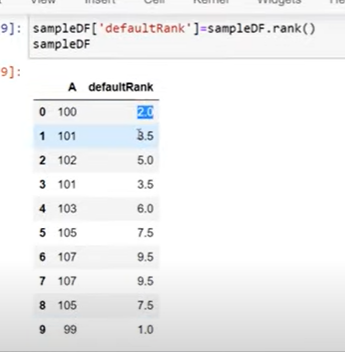 View Insert Cell Kernel Widgets
9]: sampleDF['defaultRank']=sampleDF.rank()
sampleDF
9]:
A defaultRank
0 100 2.0
1 101 3.5
2 102 5.0
3 101 3.5
4 103 6.0
5 105 7.5
6 107 9.5
7 107 9.5
8 105 7.5
9 99 1.0